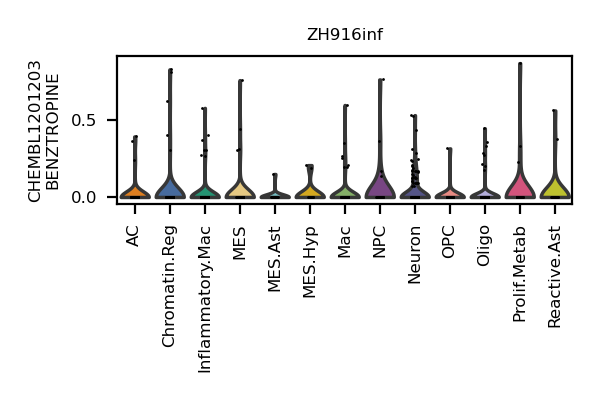 ZH916inf
CHEMBL1201203
BENZTROPINE
0.5
0.0
AC
Chromatin.Reg
Inflammatory.Mac
MES
MES.Ast
MES.Hyp
Mac
NPC
Neuron
OPC
Oligo
Prolif.Metab
Reactive.Ast